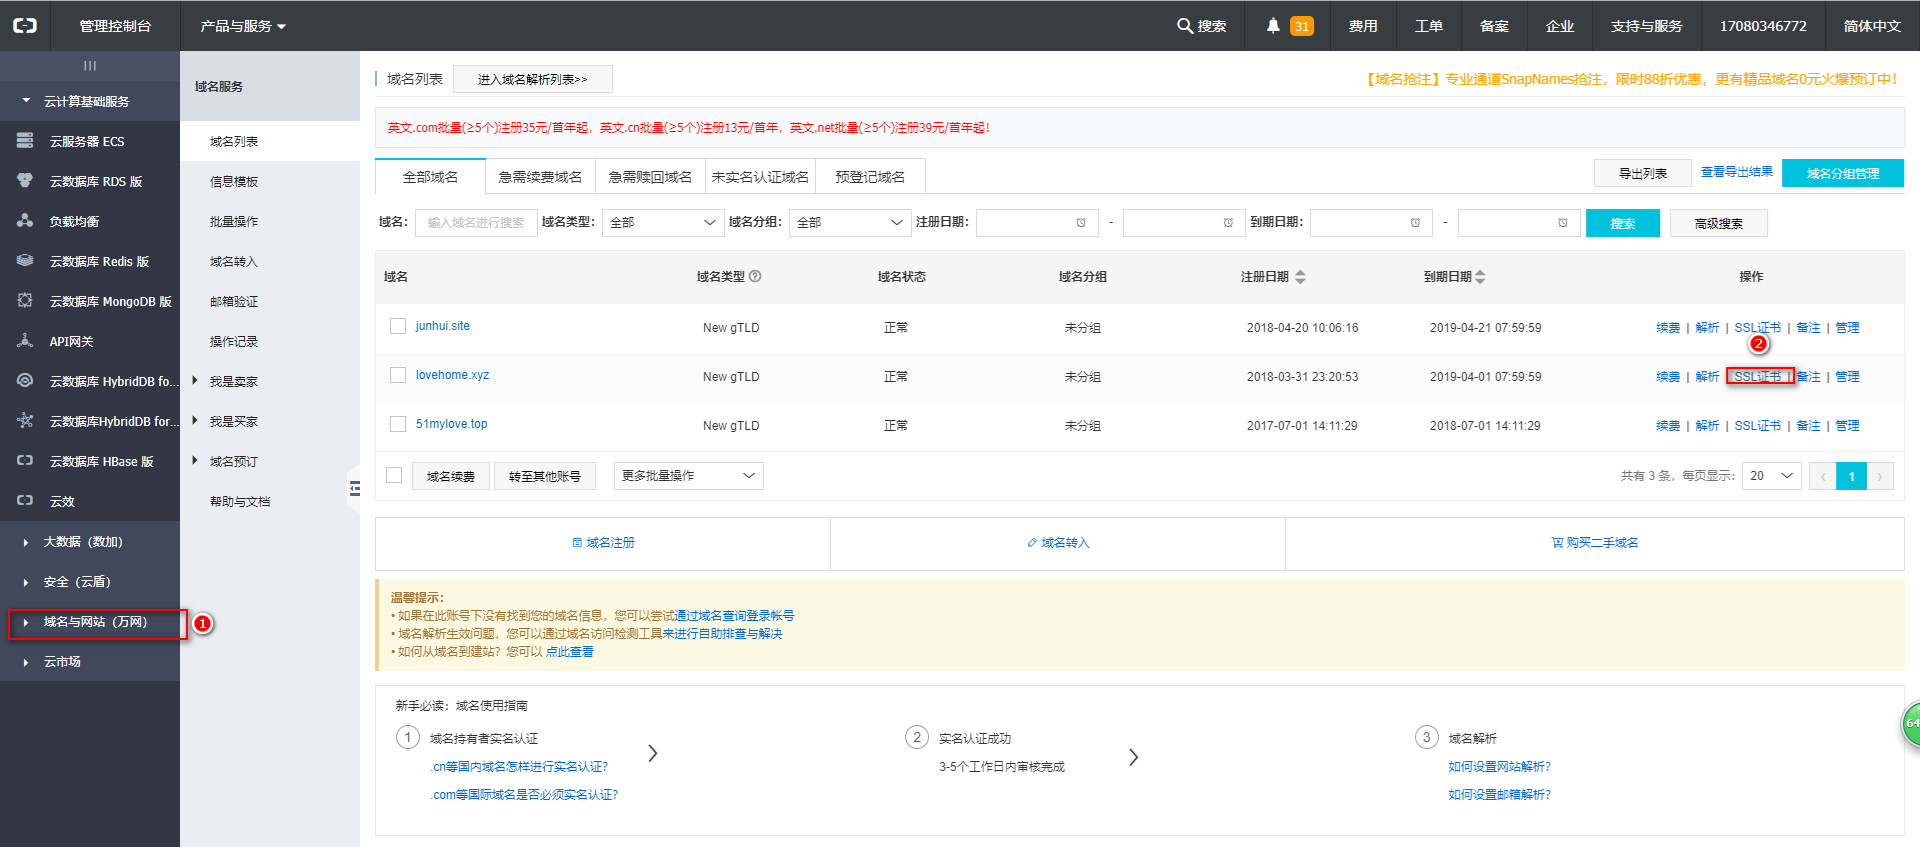 管理控制台 产品与服务 搜索 31 费用 工单 备案 企业 支持与服务 17080346772 简体中文
云计算基础服务
云服务器 ECS
云数据库 RDS 版
负载均衡
云数据库 Redis 版
云数据库 MongoDB 版
API网关
云数据库 HybridDB fo...
云数据库HybridDB for...
云数据库 HBase 版
云效
大数据（数加）
安全（云盾）
域名与网站（万网） 1
云市场
域名服务
域名列表
信息模板
批量操作
域名转入
邮箱验证
操作记录
我是卖家
我是买家
域名预订
帮助与文档
域名列表 进入域名解析列表>> 【域名抢注】专业通道SnapNames抢注，限时88折优惠，更有精品域名0元火爆预订中!
英文.com批量(≥5个)注册35元/首年起，英文.cn批量(≥5个)注册13元/首年，英文.net批量(≥5个)注册39元/首年起!
全部域名 急需续费域名 急需赎回域名 未实名认证域名 预登记域名 导出列表 查看导出结果 域名分组管理
域名： 输入域名进行搜索 域名类型： 全部 域名分组： 全部 注册日期： - 到期日期： - 搜索 高级搜索
域名 域名类型 域名状态 域名分组 注册日期 到期日期 操作
junhui.site New gTLD 正常 未分组 2018-04-20 10:06:16 2019-04-21 07:59:59 续费 | 解析 | SSL证书 | 备注 | 管理
2
lovehome.xyz New gTLD 正常 未分组 2018-03-31 23:20:53 2019-04-01 07:59:59 续费 | 解析 | SSL证书 | 备注 | 管理
51mylove.top New gTLD 正常 未分组 2017-07-01 14:11:29 2018-07-01 14:11:29 续费 | 解析 | SSL证书 | 备注 | 管理
域名续费 转至其他账号 更多批量操作 共有 3 条，每页显示： 20 ‹ 1 ›
域名注册 域名转入 购买二手域名
温馨提示：
• 如果在此账号下没有找到您的域名信息，您可以尝试通过域名查询登录帐号
• 域名解析生效问题，您可以通过域名访问检测工具来进行自助排查与解决
• 如何从域名到建站？您可以 点此查看
新手必读：域名使用指南
1 域名持有者实名认证
.cn等国内域名怎样进行实名认证?
.com等国际域名是否必须实名认证?
2 实名认证成功
3-5个工作日内审核完成
3 域名解析
如何设置网站解析?
如何设置邮箱解析?
64